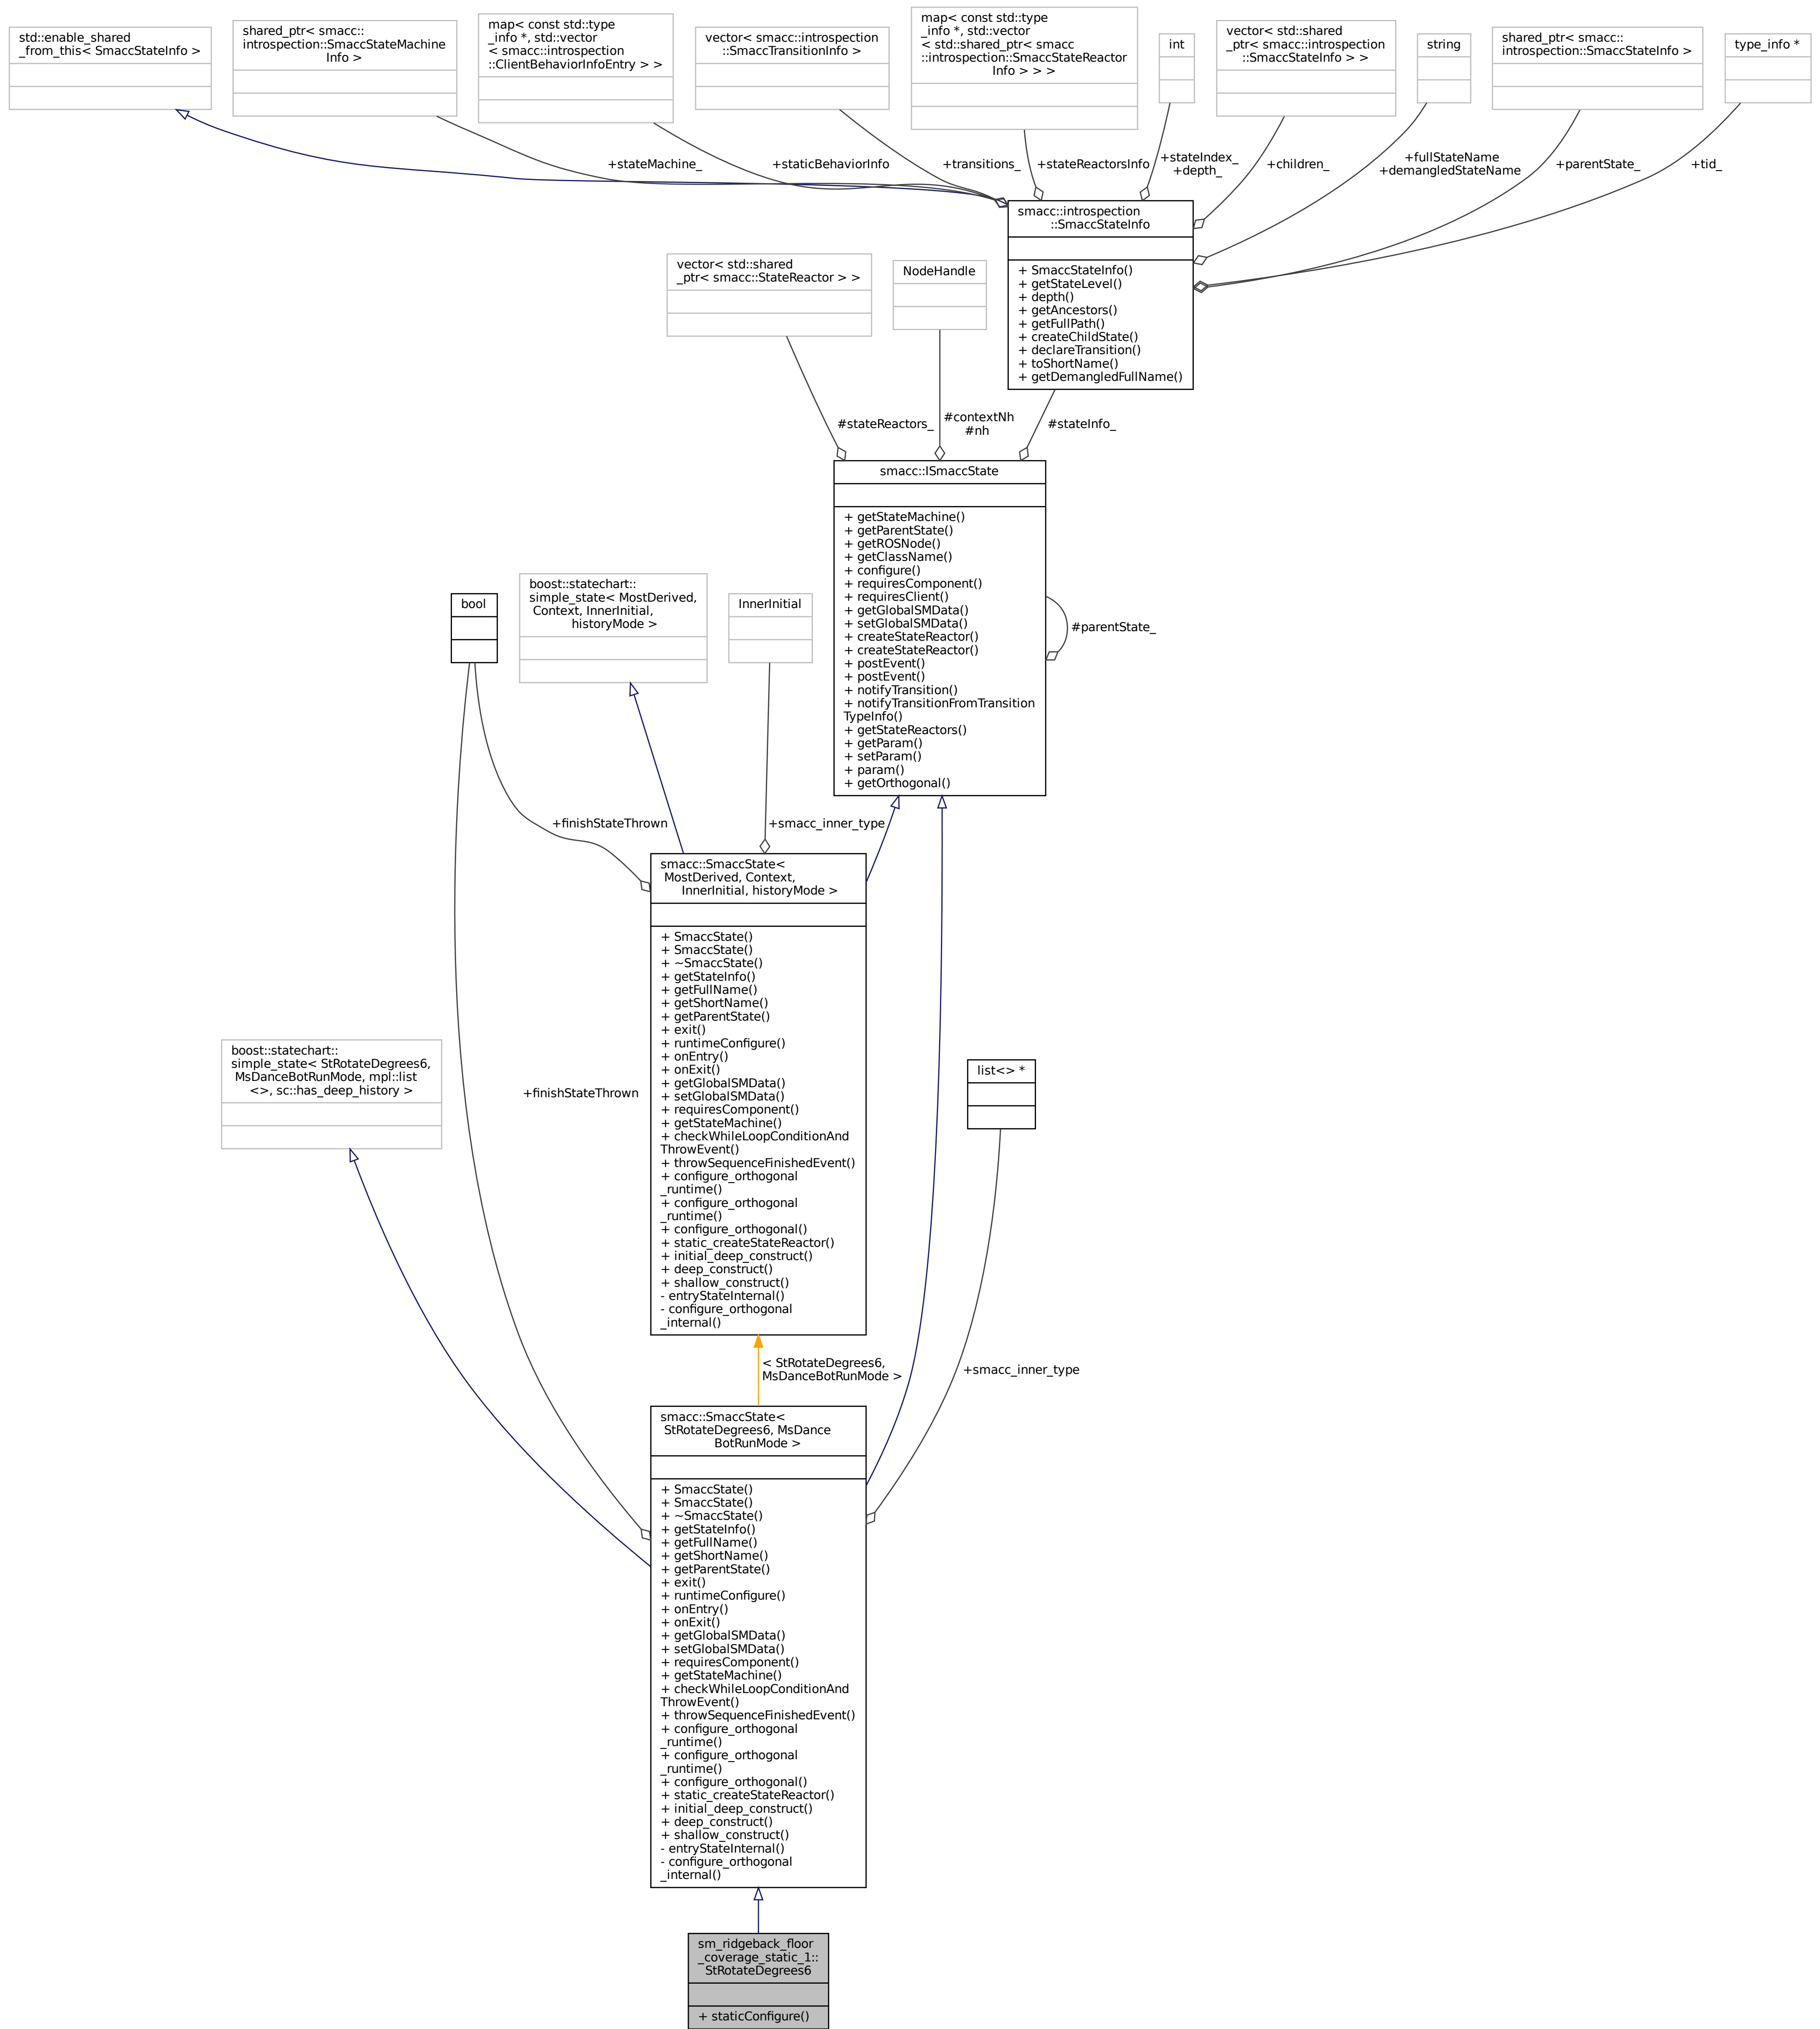 std::enable_shared
_from_this< SmaccStateInfo >
shared_ptr< smacc::
introspection::SmaccStateMachine
Info >
map< const std::type
_info *, std::vector
< smacc::introspection
::ClientBehaviorInfoEntry > >
vector< smacc::introspection
::SmaccTransitionInfo >
map< const std::type
_info *, std::vector
< std::shared_ptr< smacc
::introspection::SmaccStateReactor
Info > > >
int
vector< std::shared
_ptr< smacc::introspection
::SmaccStateInfo > >
string
shared_ptr< smacc::
introspection::SmaccStateInfo >
type_info *
+stateMachine_
+staticBehaviorInfo
+transitions_
+stateReactorsInfo
+stateIndex_
+depth_
+children_
+fullStateName
+demangledStateName
+parentState_
+tid_
smacc::introspection
::SmaccStateInfo
+ SmaccStateInfo()
+ getStateLevel()
+ depth()
+ getAncestors()
+ getFullPath()
+ createChildState()
+ declareTransition()
+ toShortName()
+ getDemangledFullName()
vector< std::shared
_ptr< smacc::StateReactor > >
NodeHandle
#stateReactors_
#contextNh
#nh
#stateInfo_
smacc::ISmaccState
+ getStateMachine()
+ getParentState()
+ getROSNode()
+ getClassName()
+ configure()
+ requiresComponent()
+ requiresClient()
+ getGlobalSMData()
+ setGlobalSMData()
+ createStateReactor()
+ createStateReactor()
+ postEvent()
+ postEvent()
+ notifyTransition()
+ notifyTransitionFromTransition
TypeInfo()
+ getStateReactors()
+ getParam()
+ setParam()
+ param()
+ getOrthogonal()
#parentState_
bool
boost::statechart::
simple_state< MostDerived,
Context, InnerInitial,
historyMode >
InnerInitial
+finishStateThrown
+smacc_inner_type
smacc::SmaccState<
MostDerived, Context,
InnerInitial, historyMode >
+ SmaccState()
+ SmaccState()
+ ~SmaccState()
+ getStateInfo()
+ getFullName()
+ getShortName()
+ getParentState()
+ exit()
+ runtimeConfigure()
+ onEntry()
+ onExit()
+ getGlobalSMData()
+ setGlobalSMData()
+ requiresComponent()
+ getStateMachine()
+ checkWhileLoopConditionAnd
ThrowEvent()
+ throwSequenceFinishedEvent()
+ configure_orthogonal
_runtime()
+ configure_orthogonal
_runtime()
+ configure_orthogonal()
+ static_createStateReactor()
+ initial_deep_construct()
+ deep_construct()
+ shallow_construct()
- entryStateInternal()
- configure_orthogonal
_internal()
boost::statechart::
simple_state< StRotateDegrees6,
MsDanceBotRunMode, mpl::list
<>, sc::has_deep_history >
+finishStateThrown
list<> *
< StRotateDegrees6,
MsDanceBotRunMode >
+smacc_inner_type
smacc::SmaccState<
StRotateDegrees6, MsDance
BotRunMode >
+ SmaccState()
+ SmaccState()
+ ~SmaccState()
+ getStateInfo()
+ getFullName()
+ getShortName()
+ getParentState()
+ exit()
+ runtimeConfigure()
+ onEntry()
+ onExit()
+ getGlobalSMData()
+ setGlobalSMData()
+ requiresComponent()
+ getStateMachine()
+ checkWhileLoopConditionAnd
ThrowEvent()
+ throwSequenceFinishedEvent()
+ configure_orthogonal
_runtime()
+ configure_orthogonal
_runtime()
+ configure_orthogonal()
+ static_createStateReactor()
+ initial_deep_construct()
+ deep_construct()
+ shallow_construct()
- entryStateInternal()
- configure_orthogonal
_internal()
sm_ridgeback_floor
_coverage_static_1::
StRotateDegrees6
+ staticConfigure()